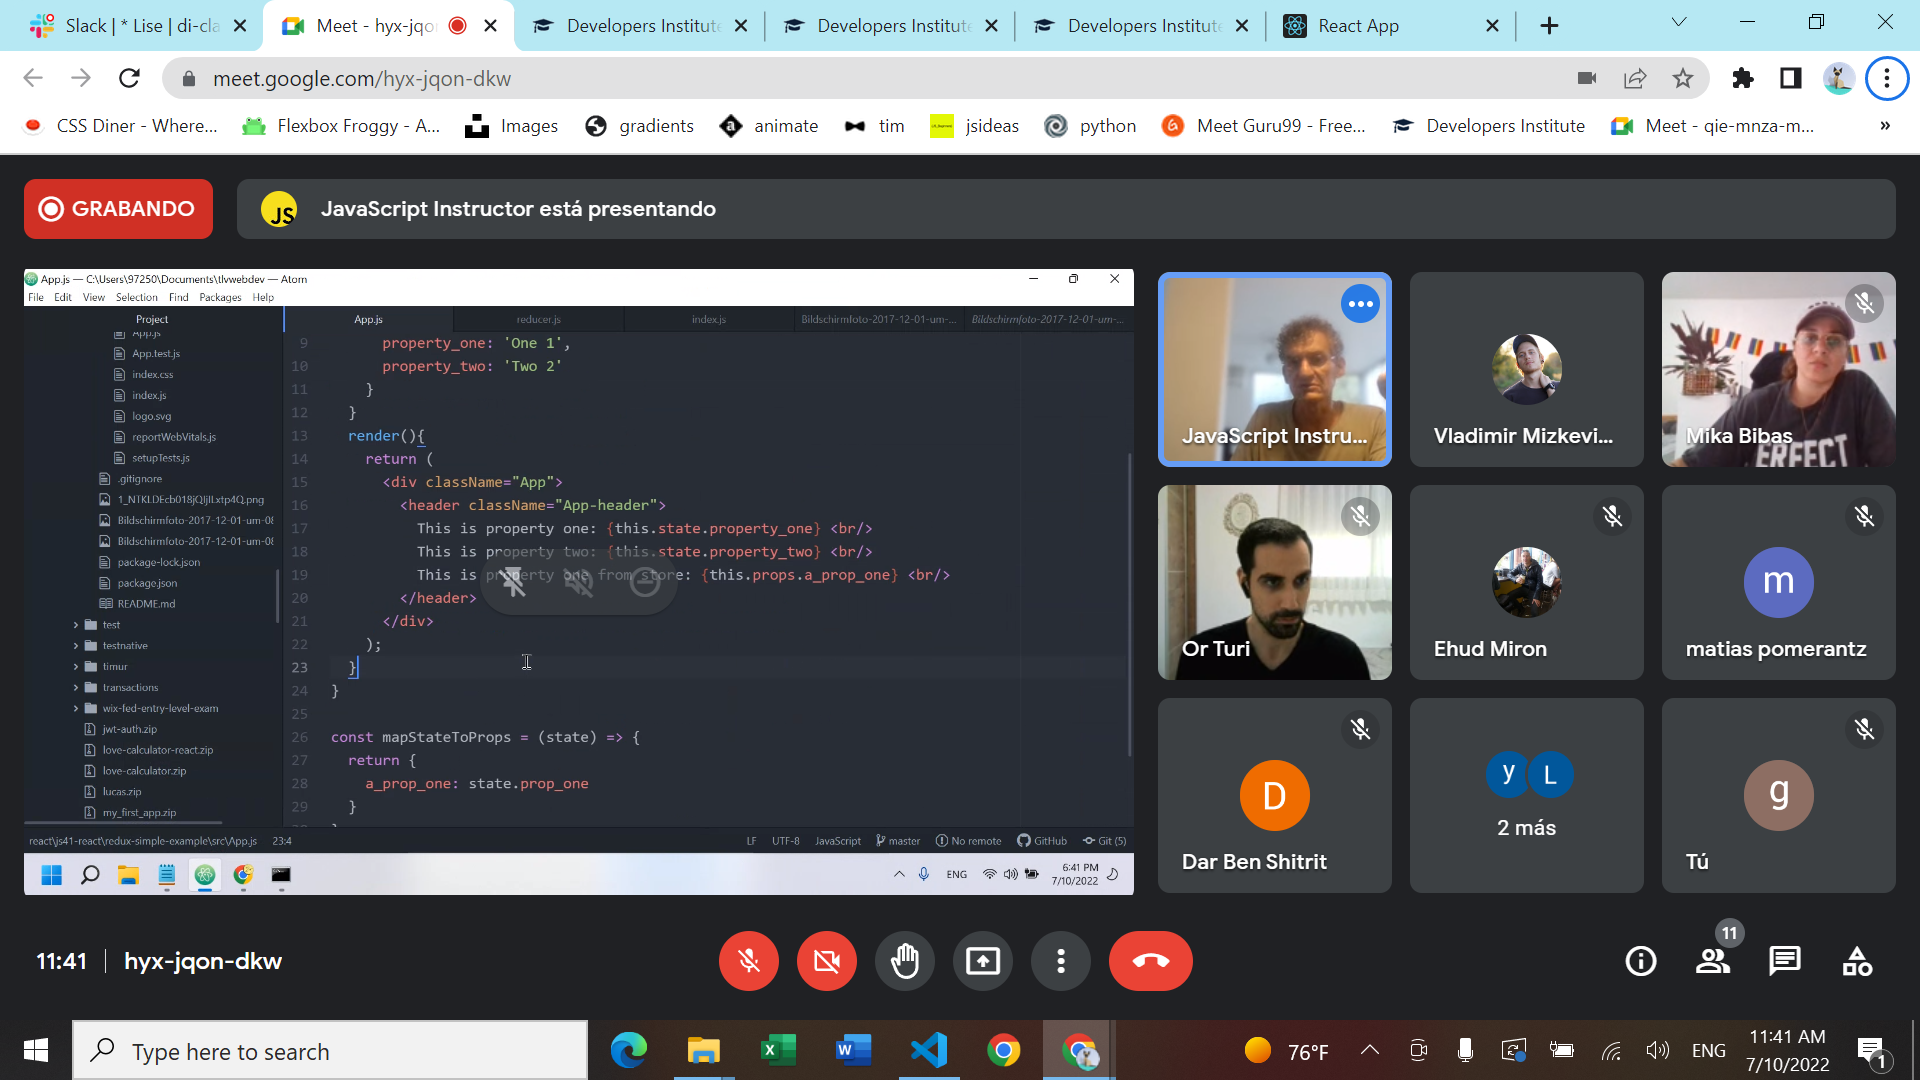 Slack | * Lise | di-cla
Meet - hyx-jqo
Developers Institute
Developers Institute
Developers Institute
React App
meet.google.com/hyx-jqon-dkw
CSS Diner - Where...
Flexbox Froggy - A...
Images
gradients
animate
tim
jsideas
python
Meet Guru99 - Free...
Developers Institute
Meet - qie-mnza-m...
»
GRABANDO
JS
JavaScript Instructor está presentando
App.js — C:\Users\97250\Documents\tlvwebdev — Atom
File Edit View Selection Find Packages Help
Project
App.js
reducer.js
index.js
Bildschirmfoto-2017-12-01-um-...
Bildschirmfoto-2017-12-01-um-...
App.js
App.test.js
index.css
index.js
logo.svg
reportWebVitals.js
setupTests.js
.gitignore
Bildschirmfoto-2017-12-01-um-08
Bildschirmfoto-2017-12-01-um-08
package-lock.json
package.json
README.md
test
testnative
timur
transactions
wix-fed-entry-level-exam
jwt-auth.zip
love-calculator-react.zip
love-calculator.zip
lucas.zip
my_first_app.zip
9 property_one: 'One 1',
10 property_two: 'Two 2'
11 }
12 }
13 render(){
14 return (
15 <div className="App">
16 <header className="App-header">
17 This is property one: {this.state.property_one} <br/>
18 This is property two: {this.state.property_two} <br/>
19 This is property one from store: {this.props.a_prop_one} <br/>
20 </header>
21 </div>
22 );
23 }
24 }
25
26 const mapStateToProps = (state) => {
27 return {
28 a_prop_one: state.prop_one
29 }
react\js41-react\redux-simple-example\src\App.js 23:4
LF UTF-8 JavaScript master No remote GitHub Git (5)
ENG
6:41 PM
7/10/2022
JavaScript Instru...
Vladimir Mizkevi...
Mika Bibas
PERFECT
Or Turi
Ehud Miron
m
matias pomerantz
D
Dar Ben Shitrit
y L
2 más
g
Tú
11:41 | hyx-jqon-dkw
11
Type here to search
76°F
ENG
11:41 AM
7/10/2022
1